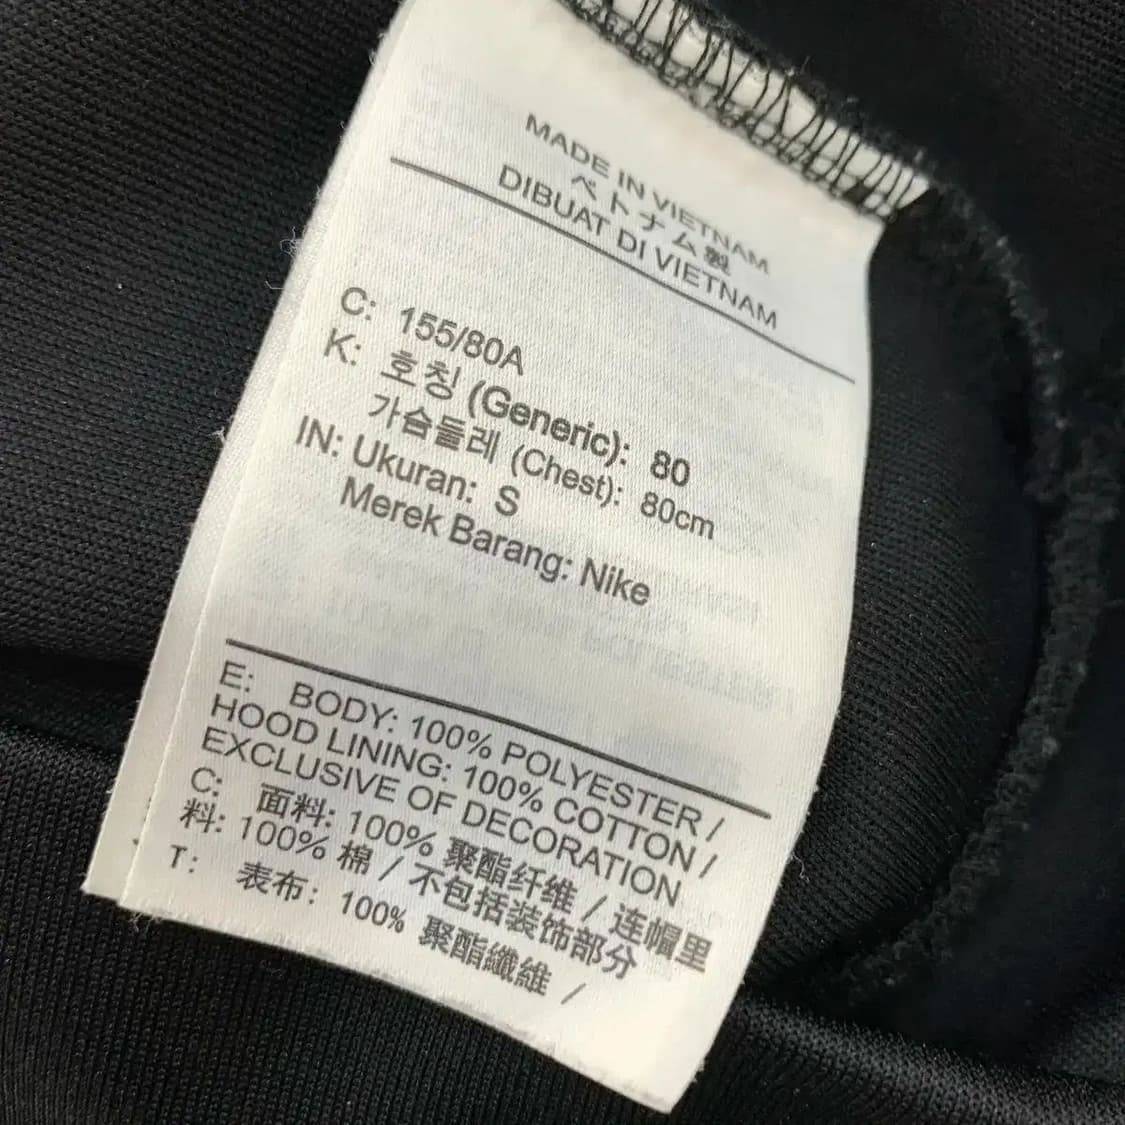 MADE IN VIETNAM
ベトナム製
DIBUAT DI VIETNAM
C: 155/80A
K: 호칭 (Generic): 80
가슴둘레 (Chest): 80cm
IN: Ukuran: S
Merek Barang: Nike
E: BODY: 100% POLYESTER /
HOOD LINING: 100% COTTON /
EXCLUSIVE OF DECORATION
C: 面料: 100% 聚酯纤维 / 连帽里
料: 100% 棉 / 不包括装饰部分
T: 表布: 100% 聚酯纖維 /